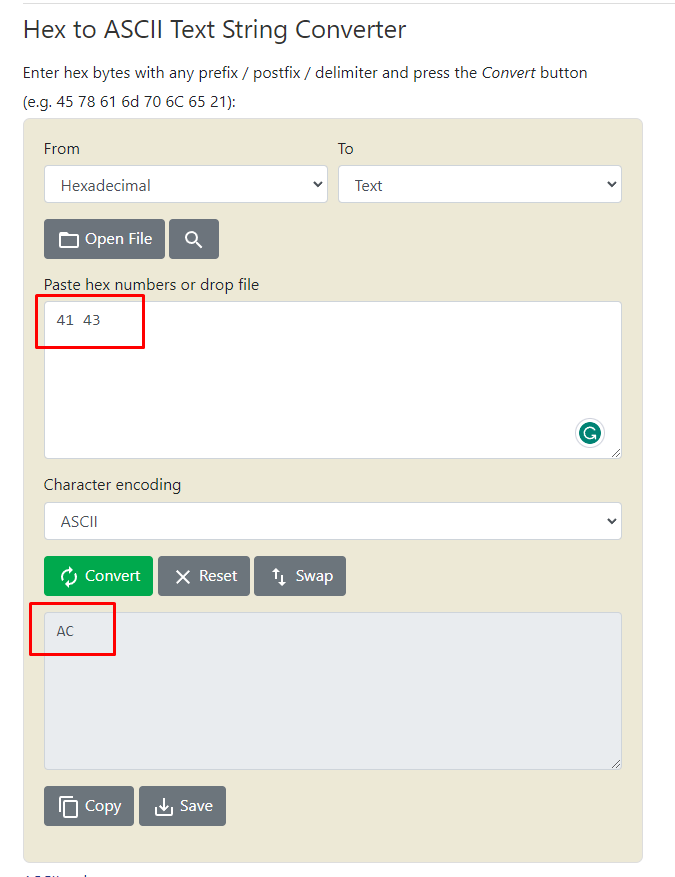 Hex to ASCII Text String Converter
Enter hex bytes with any prefix / postfix / delimiter and press the Convert button
(e.g. 45 78 61 6d 70 6C 65 21):
From To
Hexadecimal Text
Open File
Paste hex numbers or drop file
41 43
Character encoding
ASCII
Convert Reset Swap
AC
Copy Save